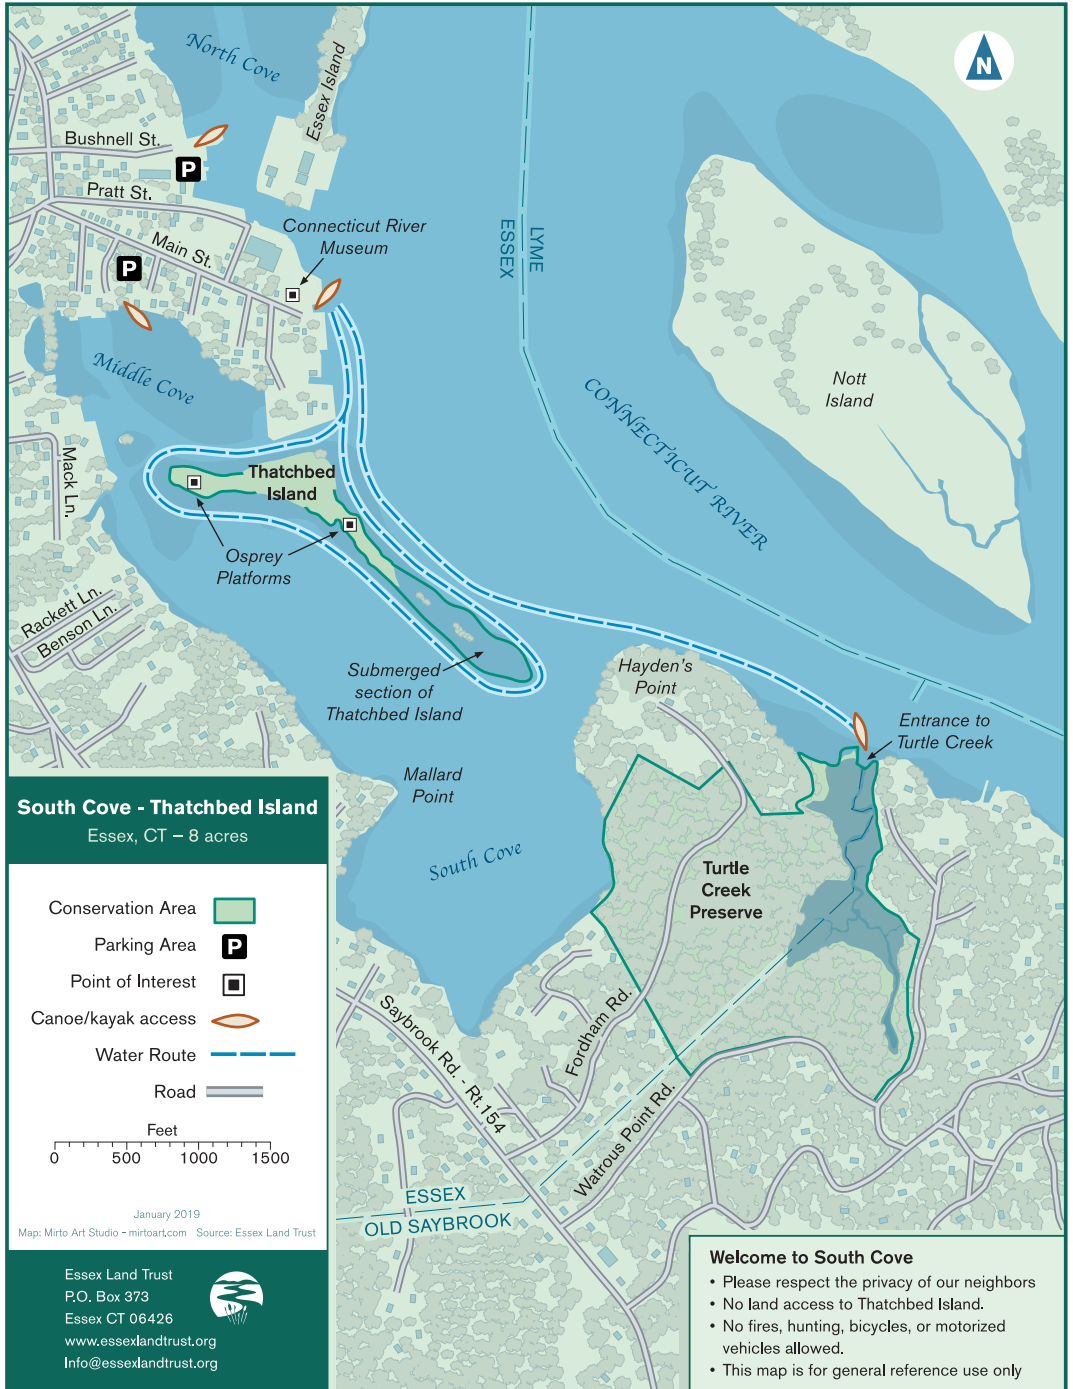 North Cove
Essex Island
N
Bushnell St.
P
Pratt St.
Connecticut River
Museum
Main St.
P
LYME
ESSEX
Middle Cove
CONNECTICUT RIVER
Nott
Island
Mack Ln.
Thatchbed
Island
Osprey
Platforms
Rackett Ln.
Benson Ln.
Submerged
section of
Thatchbed Island
Hayden's
Point
Entrance to
Turtle Creek
Mallard
Point
South Cove
Turtle
Creek
Preserve
Saybrook Rd. - Rt.154
Fordham Rd.
Watrous Point Rd.
ESSEX
OLD SAYBROOK
South Cove - Thatchbed Island
Essex, CT – 8 acres
Conservation Area
Parking Area P
Point of Interest
Canoe/kayak access
Water Route
Road
Feet
0 500 1000 1500
January 2019
Map: Mirto Art Studio - mirtoart.com Source: Essex Land Trust
Essex Land Trust
P.O. Box 373
Essex CT 06426
www.essexlandtrust.org
Info@essexlandtrust.org
Welcome to South Cove
• Please respect the privacy of our neighbors
• No land access to Thatchbed Island.
• No fires, hunting, bicycles, or motorized
vehicles allowed.
• This map is for general reference use only